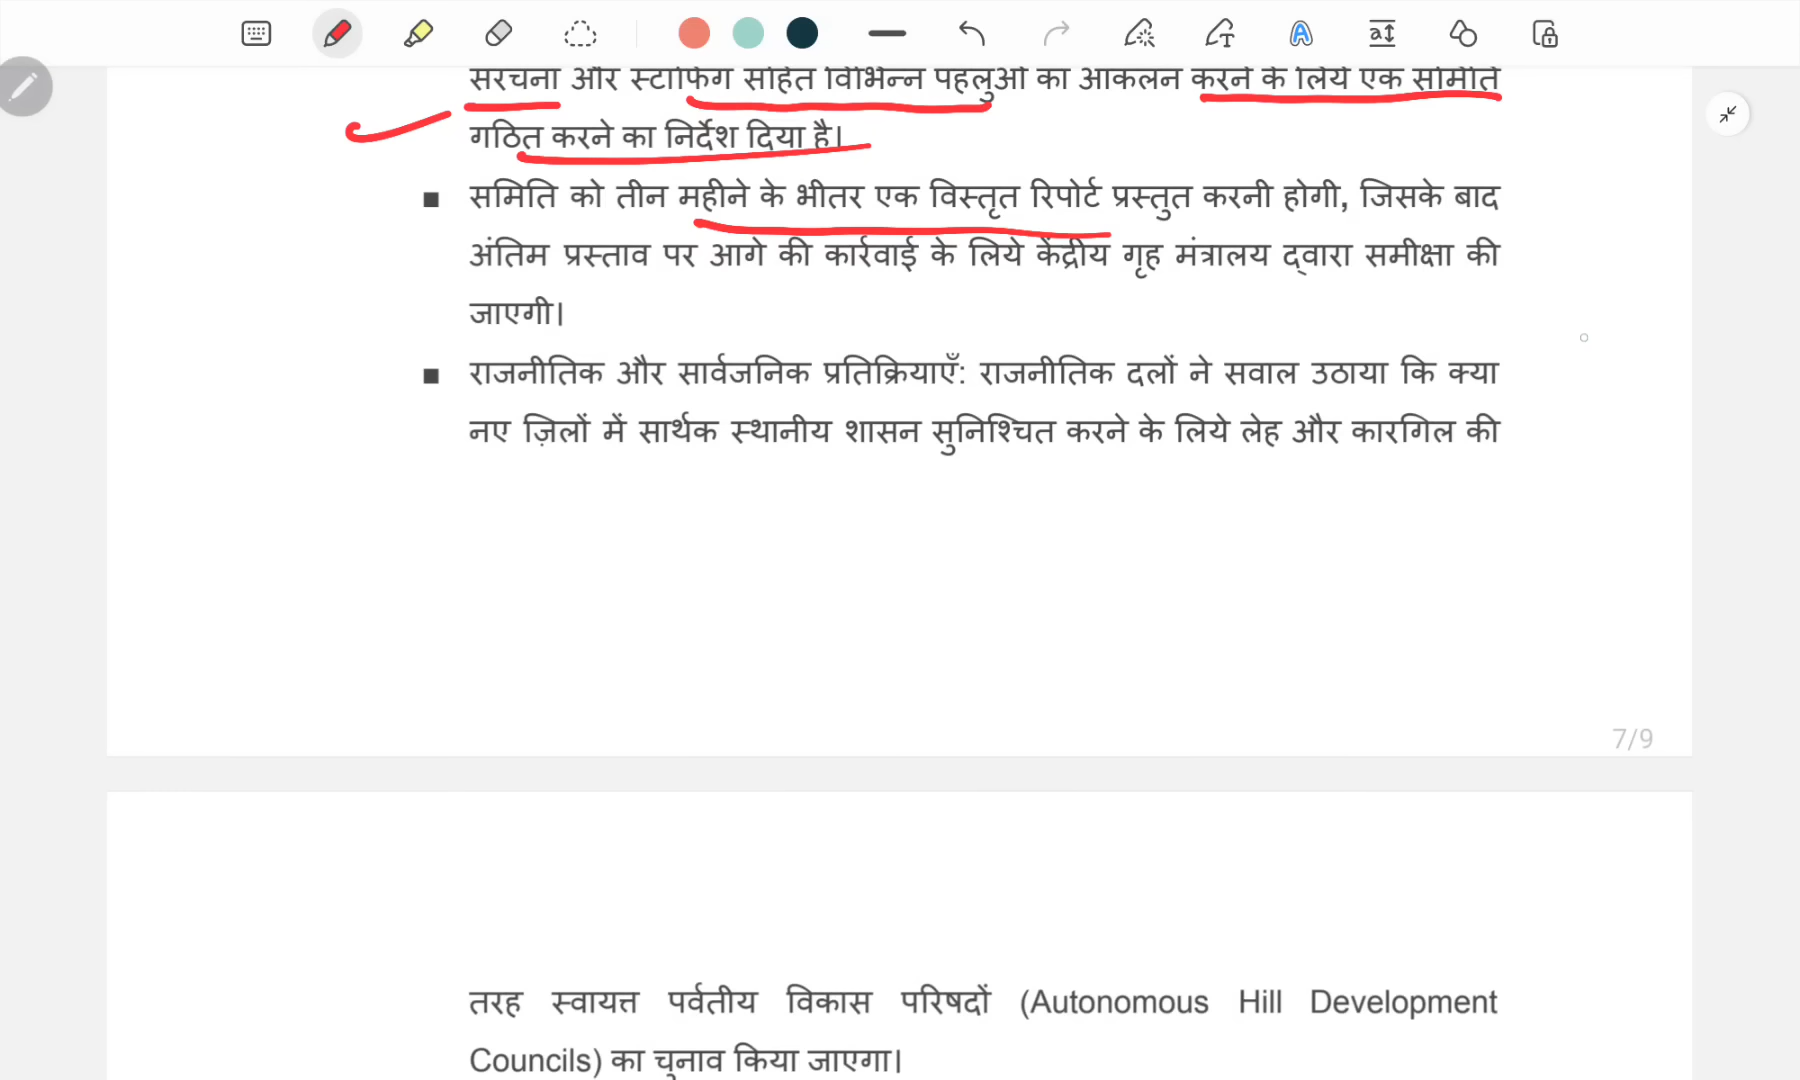 संरचना और स्टाफिंग सहित विभिन्न पहलुओं का आकलन करने के लिये एक समिति
गठित करने का निर्देश दिया है।
■ समिति को तीन महीने के भीतर एक विस्तृत रिपोर्ट प्रस्तुत करनी होगी, जिसके बाद
अंतिम प्रस्ताव पर आगे की कार्रवाई के लिये केंद्रीय गृह मंत्रालय द्वारा समीक्षा की
जाएगी।
■ राजनीतिक और सार्वजनिक प्रतिक्रियाएँ: राजनीतिक दलों ने सवाल उठाया कि क्या
नए ज़िलों में सार्थक स्थानीय शासन सुनिश्चित करने के लिये लेह और कारगिल की
7/9
तरह स्वायत्त पर्वतीय विकास परिषदों (Autonomous Hill Development
Councils) का चुनाव किया जाएगा।